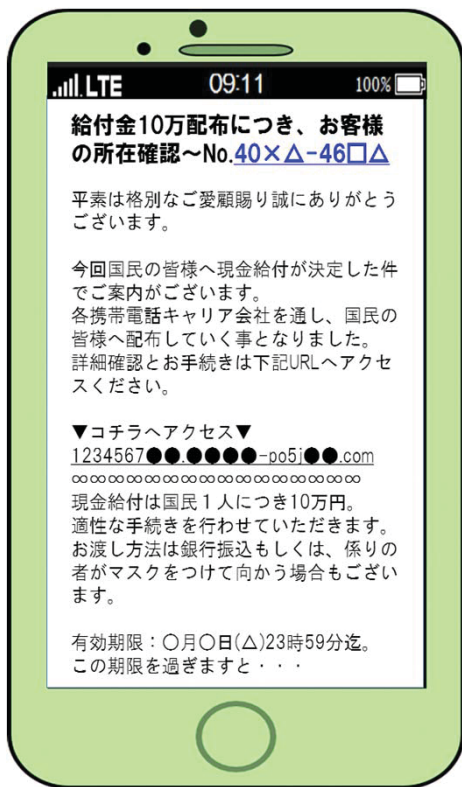 .ıll LTE 09:11 100%
給付金10万配布につき、お客様
の所在確認～No.40×△-46□△
平素は格別なご愛顧賜り誠にありがとう
ございます。
今回国民の皆様へ現金給付が決定した件
でご案内がございます。
各携帯電話キャリア会社を通し、国民の
皆様へ配布していく事となりました。
詳細確認とお手続きは下記URLへアクセ
スください。
▼コチラへアクセス▼
1234567●●.●●●●-po5j●●.com
∞∞∞∞∞∞∞∞∞∞∞∞∞∞∞∞
現金給付は国民１人につき10万円。
適性な手続きを行わせていただきます。
お渡し方法は銀行振込もしくは、係りの
者がマスクをつけて向かう場合もござい
ます。
有効期限：〇月〇日(△)23時59分迄。
この期限を過ぎますと・・・